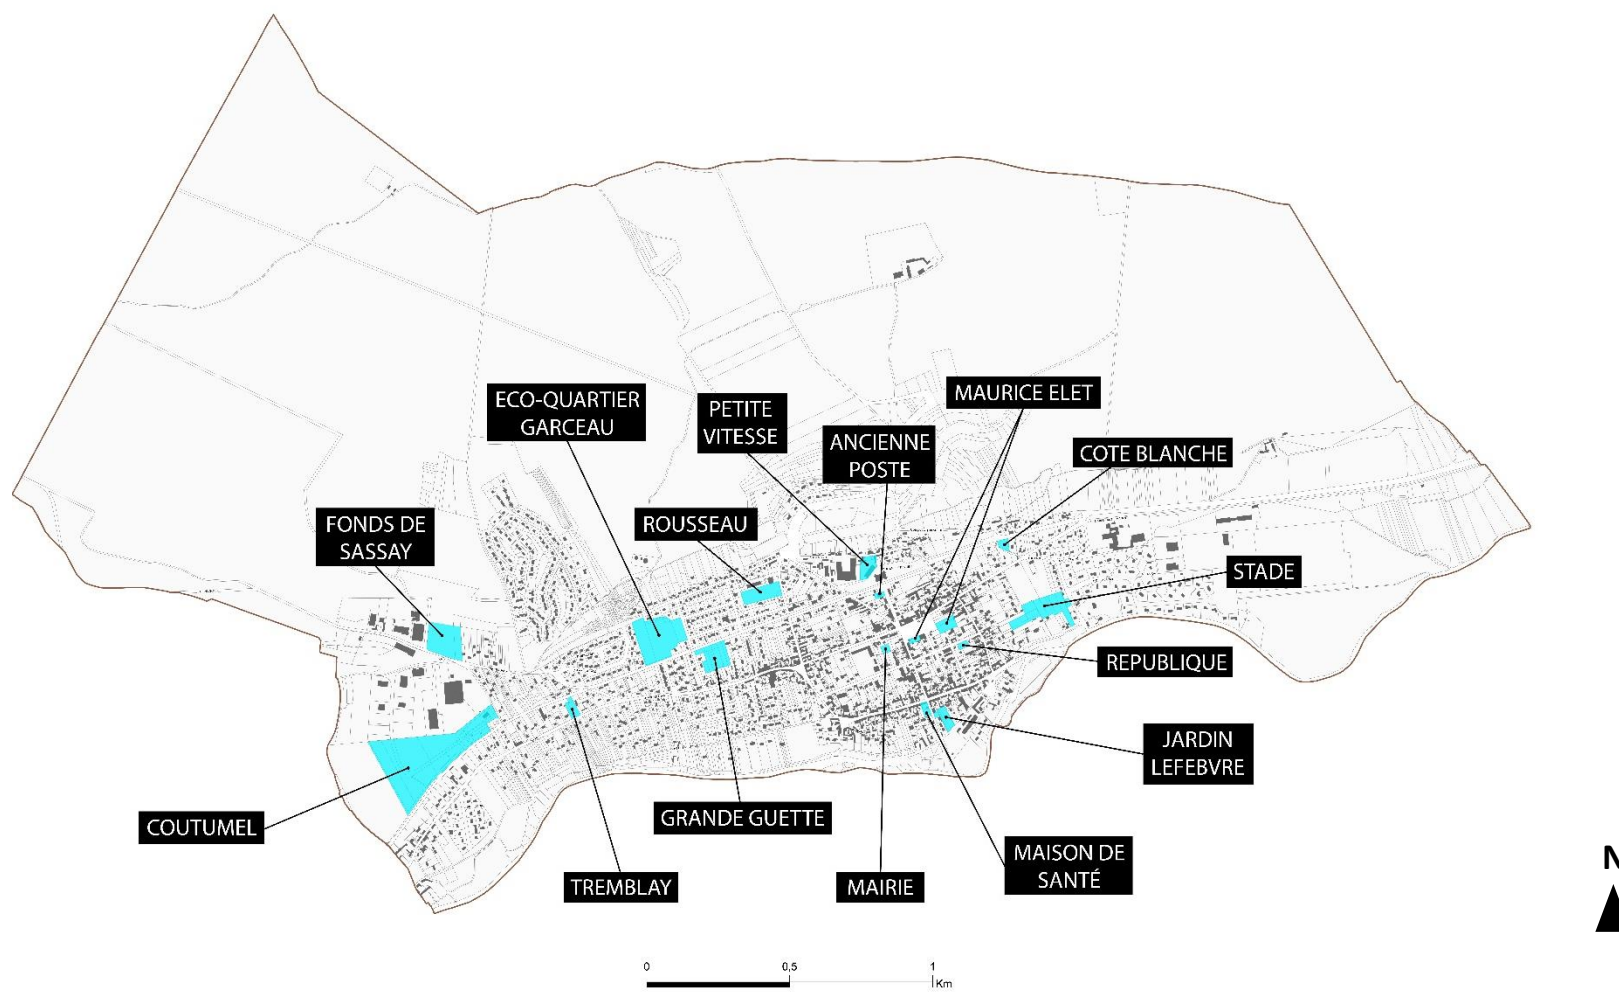 MAURICE ELET
ECO-QUARTIER
GARCEAU
PETITE
VITESSE
ANCIENNE
POSTE
COTE BLANCHE
FONDS DE
SASSAY
ROUSSEAU
STADE
REPUBLIQUE
JARDIN
LEFEBVRE
COUTUMEL
GRANDE GUETTE
TREMBLAY
MAIRIE
MAISON DE
SANTÉ
N
0 0,5 1
Km